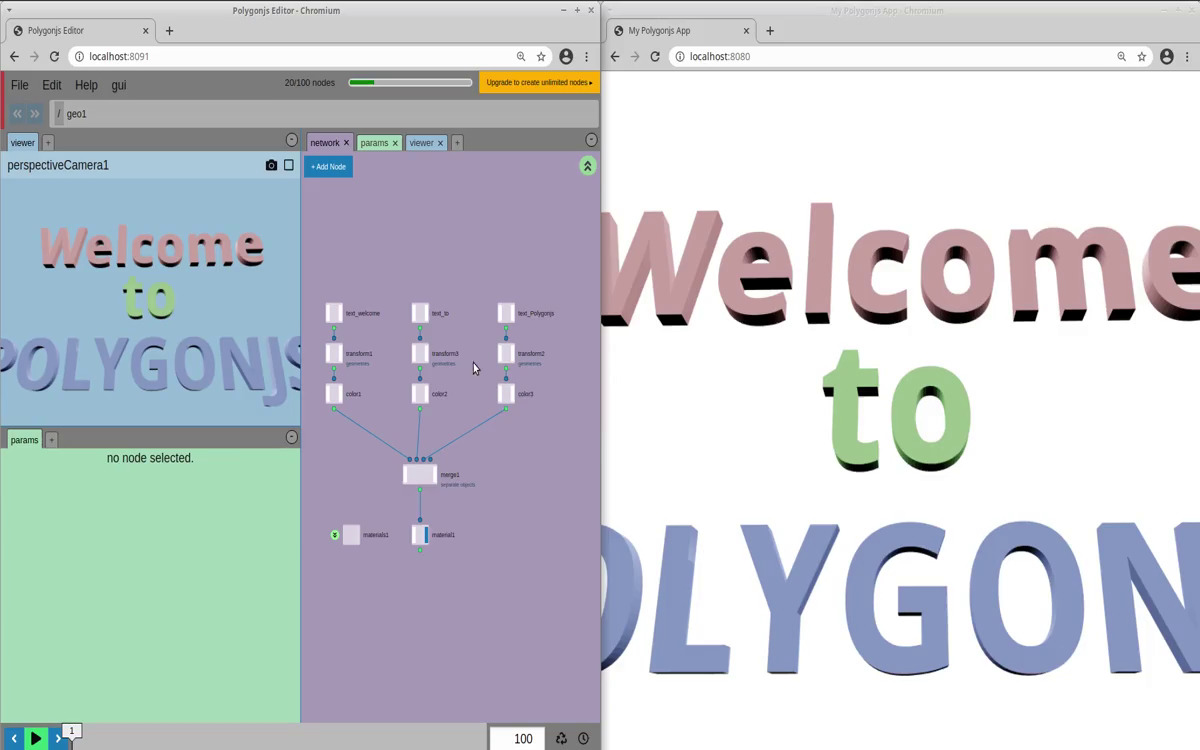 Polygonjs Editor - Chromium
Polygonjs Editor
localhost:8091
File Edit Help gui
20/100 nodes
Upgrade to create unlimited nodes ▸
/ geo1
viewer
perspectiveCamera1
Welcome
to
POLYGONJS
params
no node selected.
network
params
viewer
+ Add Node
text_welcome
text_to
text_Polygonjs
transform1
geometries
transform3
geometries
transform2
geometries
color1
color2
color3
merge1
separate objects
materials1
material1
1
100
My Polygonjs App - Chromium
My Polygonjs App
localhost:8080
Welcome
to
OLYGON